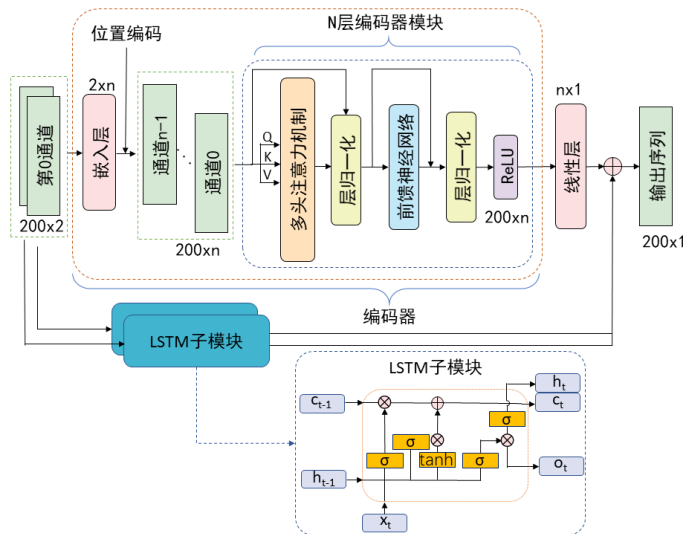 N层编码器模块
位置编码
2xn
nx1
第0通道
嵌入层
通道n-1
通道0
Q
K
V
多头注意力机制
层归一化
前馈神经网络
层归一化
ReLU
线性层
输出序列
200x2
200xn
200xn
200x1
编码器
LSTM子模块
LSTM子模块
h_t
c_t-1
c_t
σ
σ
σ
tanh
σ
h_t-1
o_t
x_t